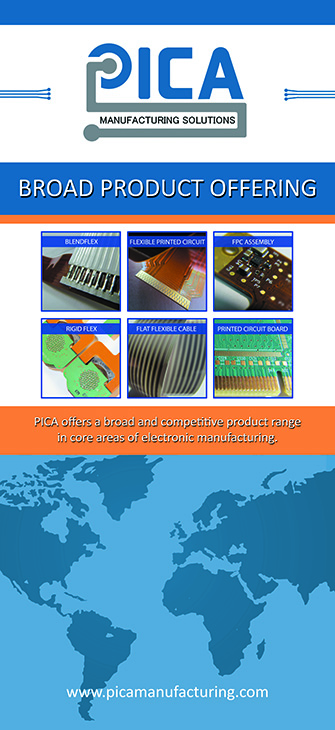 PICA
MANUFACTURING SOLUTIONS
BROAD PRODUCT OFFERING
BLENDFLEX
FLEXIBLE PRINTED CIRCUIT
FPC ASSEMBLY
RIGID FLEX
FLAT FLEXIBLE CABLE
PRINTED CIRCUIT BOARD
PICA offers a broad and competitive product range
in core areas of electronic manufacturing.
www.picamanufacturing.com